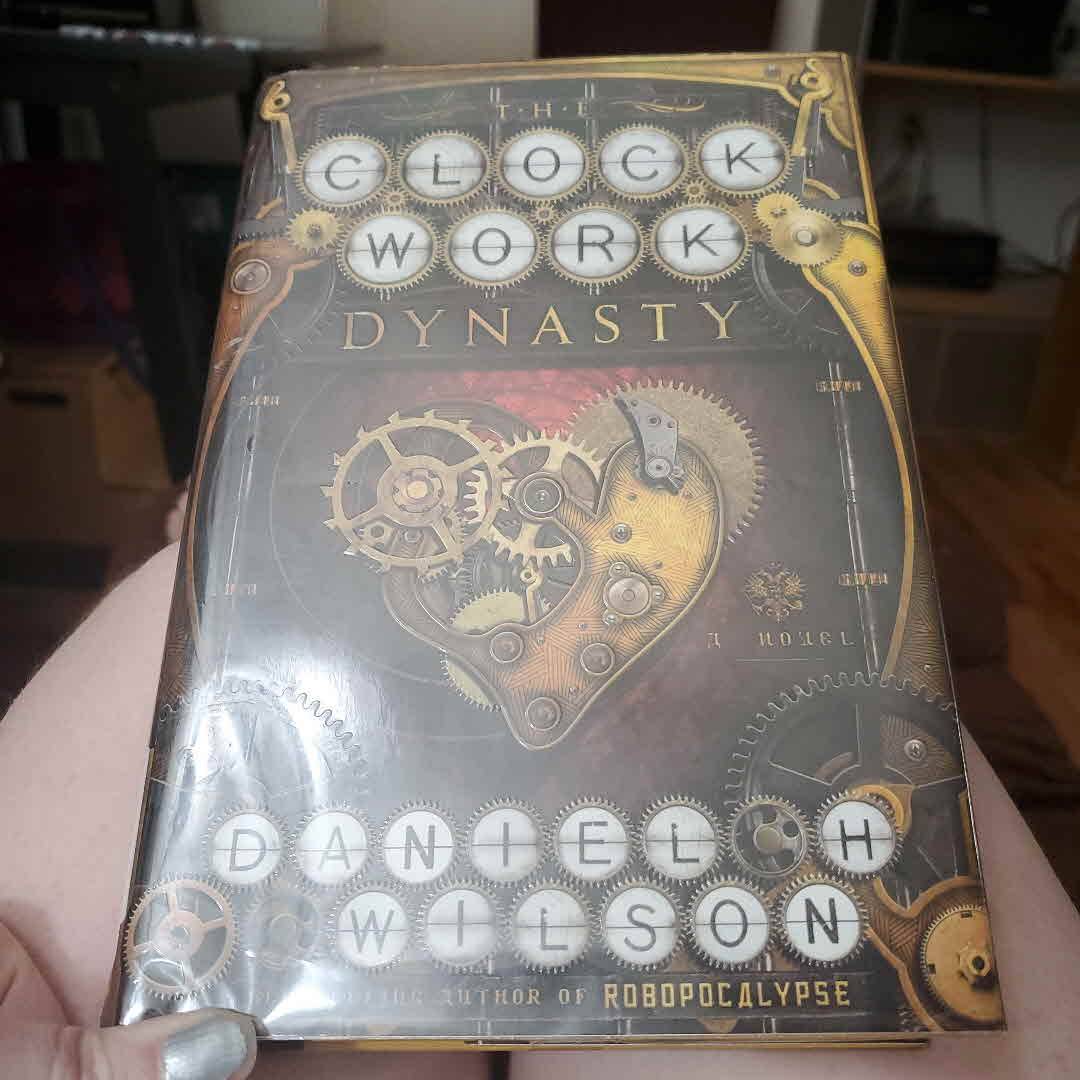 THE
CLOCK
WORK
DYNASTY
A NOVEL
DANIEL H
WILSON
AUTHOR OF ROBOPOCALYPSE